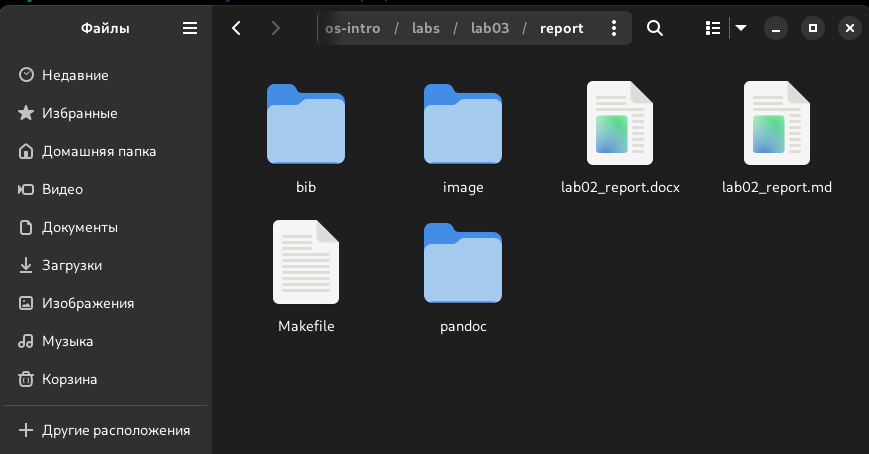 Файлы
os-intro / labs / lab03 / report
Недавние
Избранные
Домашняя папка
Видео
Документы
Загрузки
Изображения
Музыка
Корзина
Другие расположения
bib
image
lab02_report.docx
lab02_report.md
Makefile
pandoc